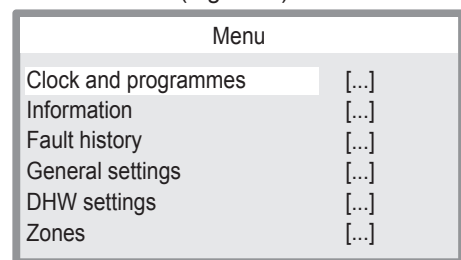 Menu
Clock and programmes [...]
Information [...]
Fault history [...]
General settings [...]
DHW settings [...]
Zones [...]